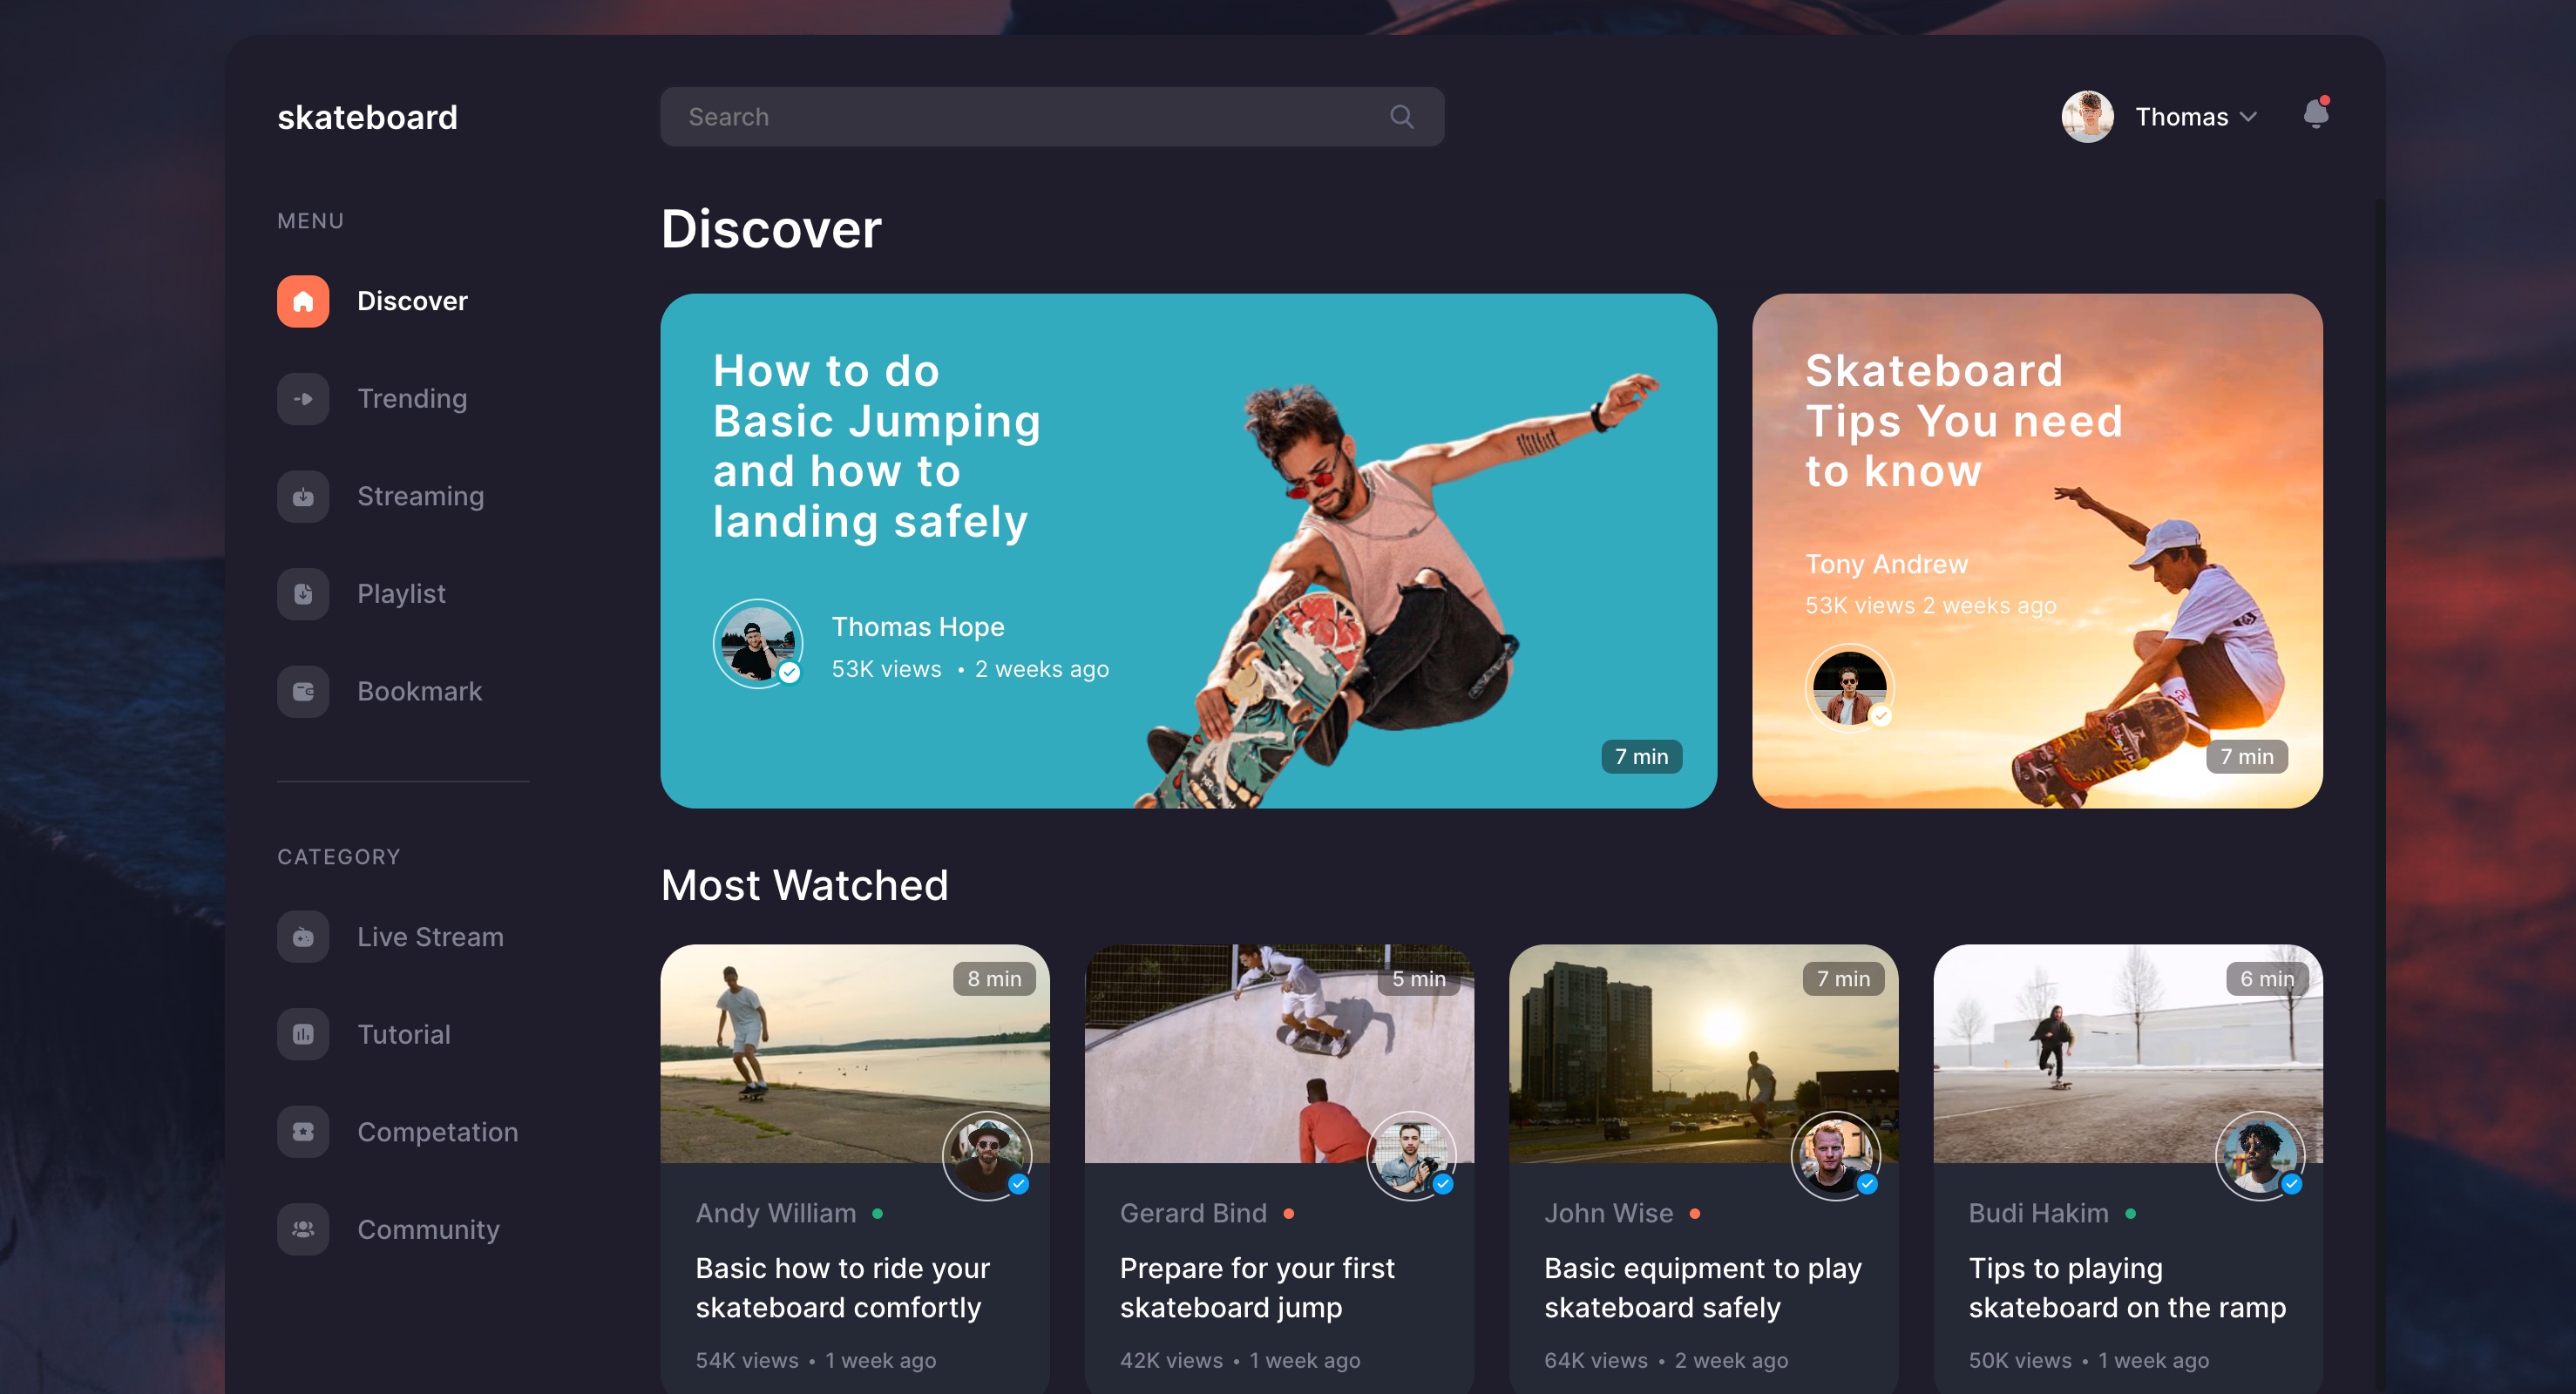 skateboard
Search
Thomas
MENU
Discover
Trending
Streaming
Playlist
Bookmark
CATEGORY
Live Stream
Tutorial
Competation
Community
Discover
How to do
Basic Jumping
and how to
landing safely
Thomas Hope
53K views • 2 weeks ago
7 min
Skateboard
Tips You need
to know
Tony Andrew
53K views 2 weeks ago
7 min
Most Watched
8 min
Andy William
Basic how to ride your
skateboard comfortly
54K views • 1 week ago
5 min
Gerard Bind
Prepare for your first
skateboard jump
42K views • 1 week ago
7 min
John Wise
Basic equipment to play
skateboard safely
64K views • 2 week ago
6 min
Budi Hakim
Tips to playing
skateboard on the ramp
50K views • 1 week ago